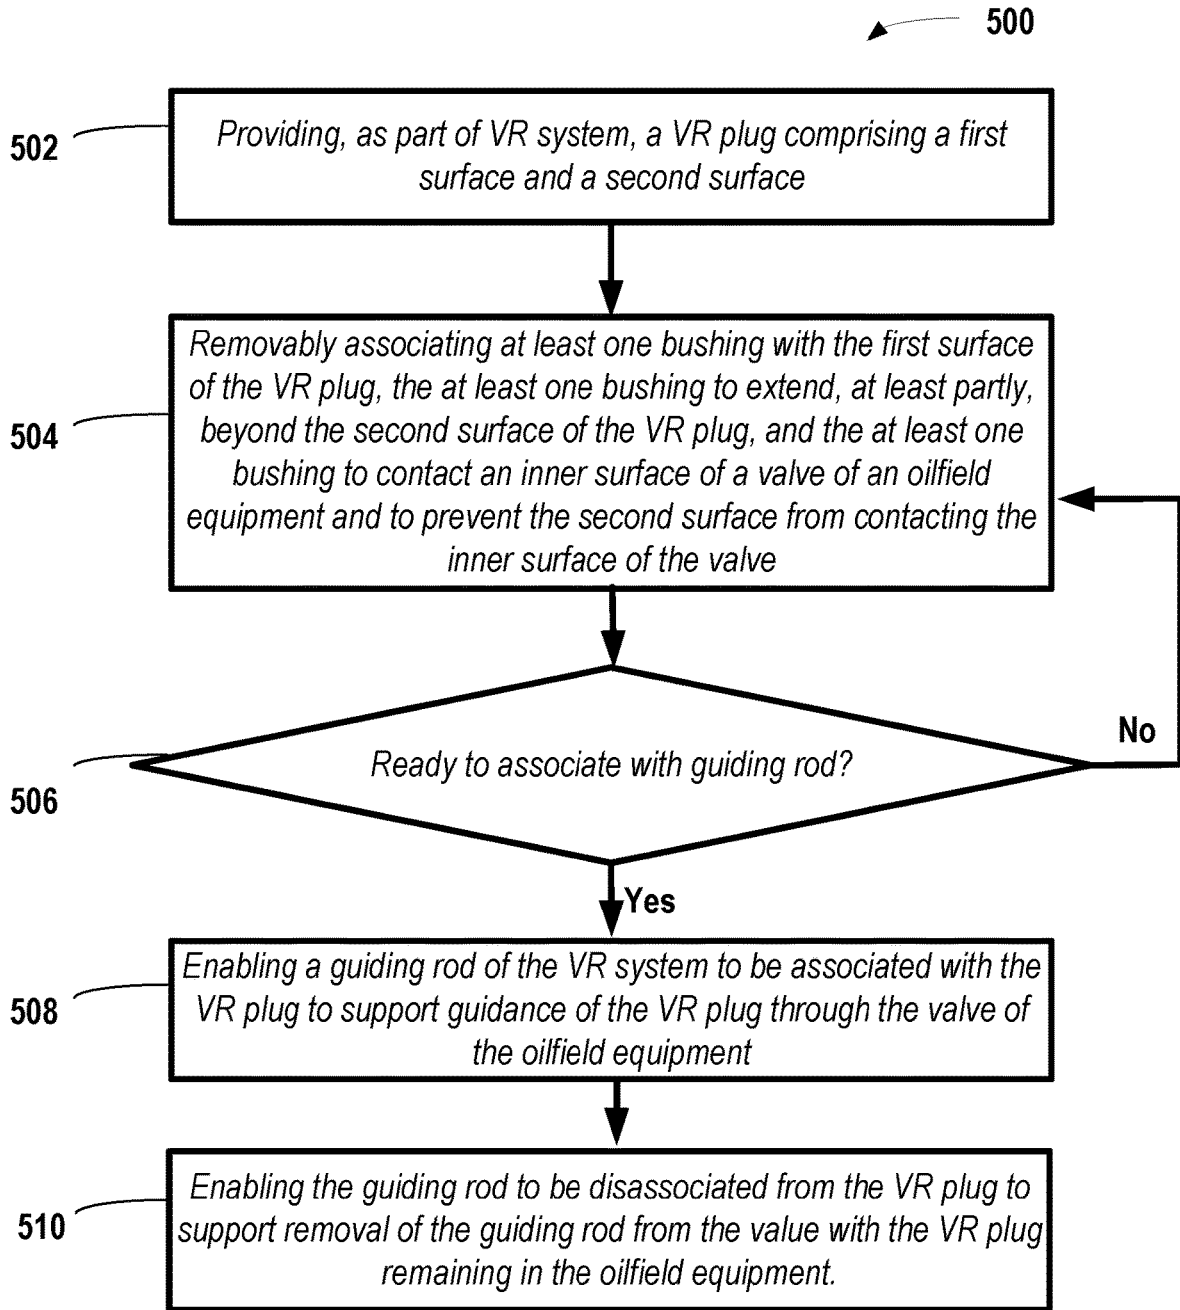 500
502
Providing, as part of VR system, a VR plug comprising a first
surface and a second surface
504
Removably associating at least one bushing with the first surface
of the VR plug, the at least one bushing to extend, at least partly,
beyond the second surface of the VR plug, and the at least one
bushing to contact an inner surface of a valve of an oilfield
equipment and to prevent the second surface from contacting the
inner surface of the valve
506
Ready to associate with guiding rod?
No
Yes
508
Enabling a guiding rod of the VR system to be associated with the
VR plug to support guidance of the VR plug through the valve of
the oilfield equipment
510
Enabling the guiding rod to be disassociated from the VR plug to
support removal of the guiding rod from the value with the VR plug
remaining in the oilfield equipment.